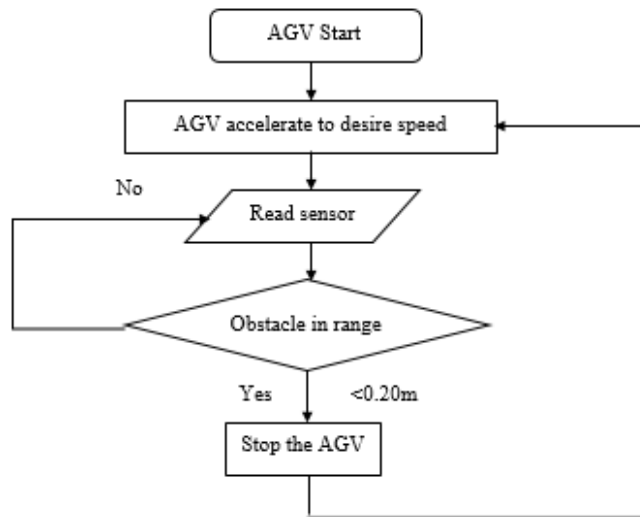 AGV Start
AGV accelerate to desire speed
No
Read sensor
Obstacle in range
Yes
<0.20m
Stop the AGV